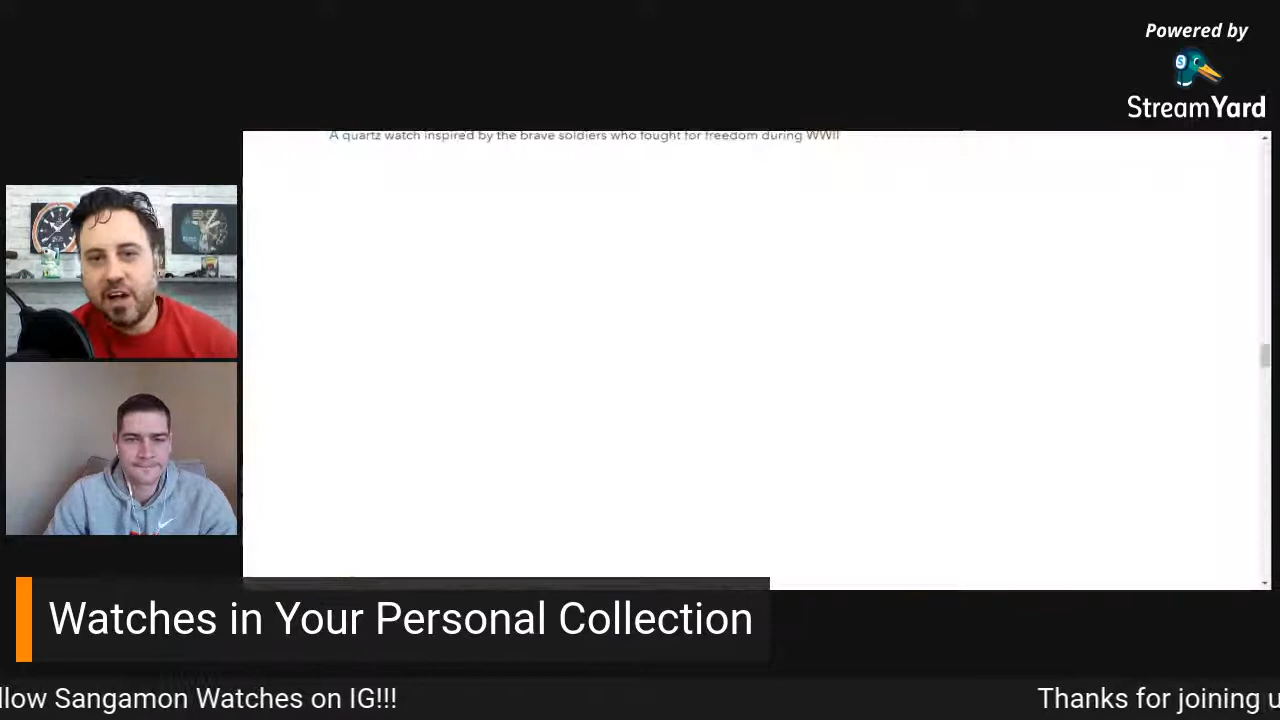 Powered by
StreamYard
A quartz watch inspired by the brave soldiers who fought for freedom during WWII
Watches in Your Personal Collection
llow Sangamon Watches on IG!!!
Thanks for joining u